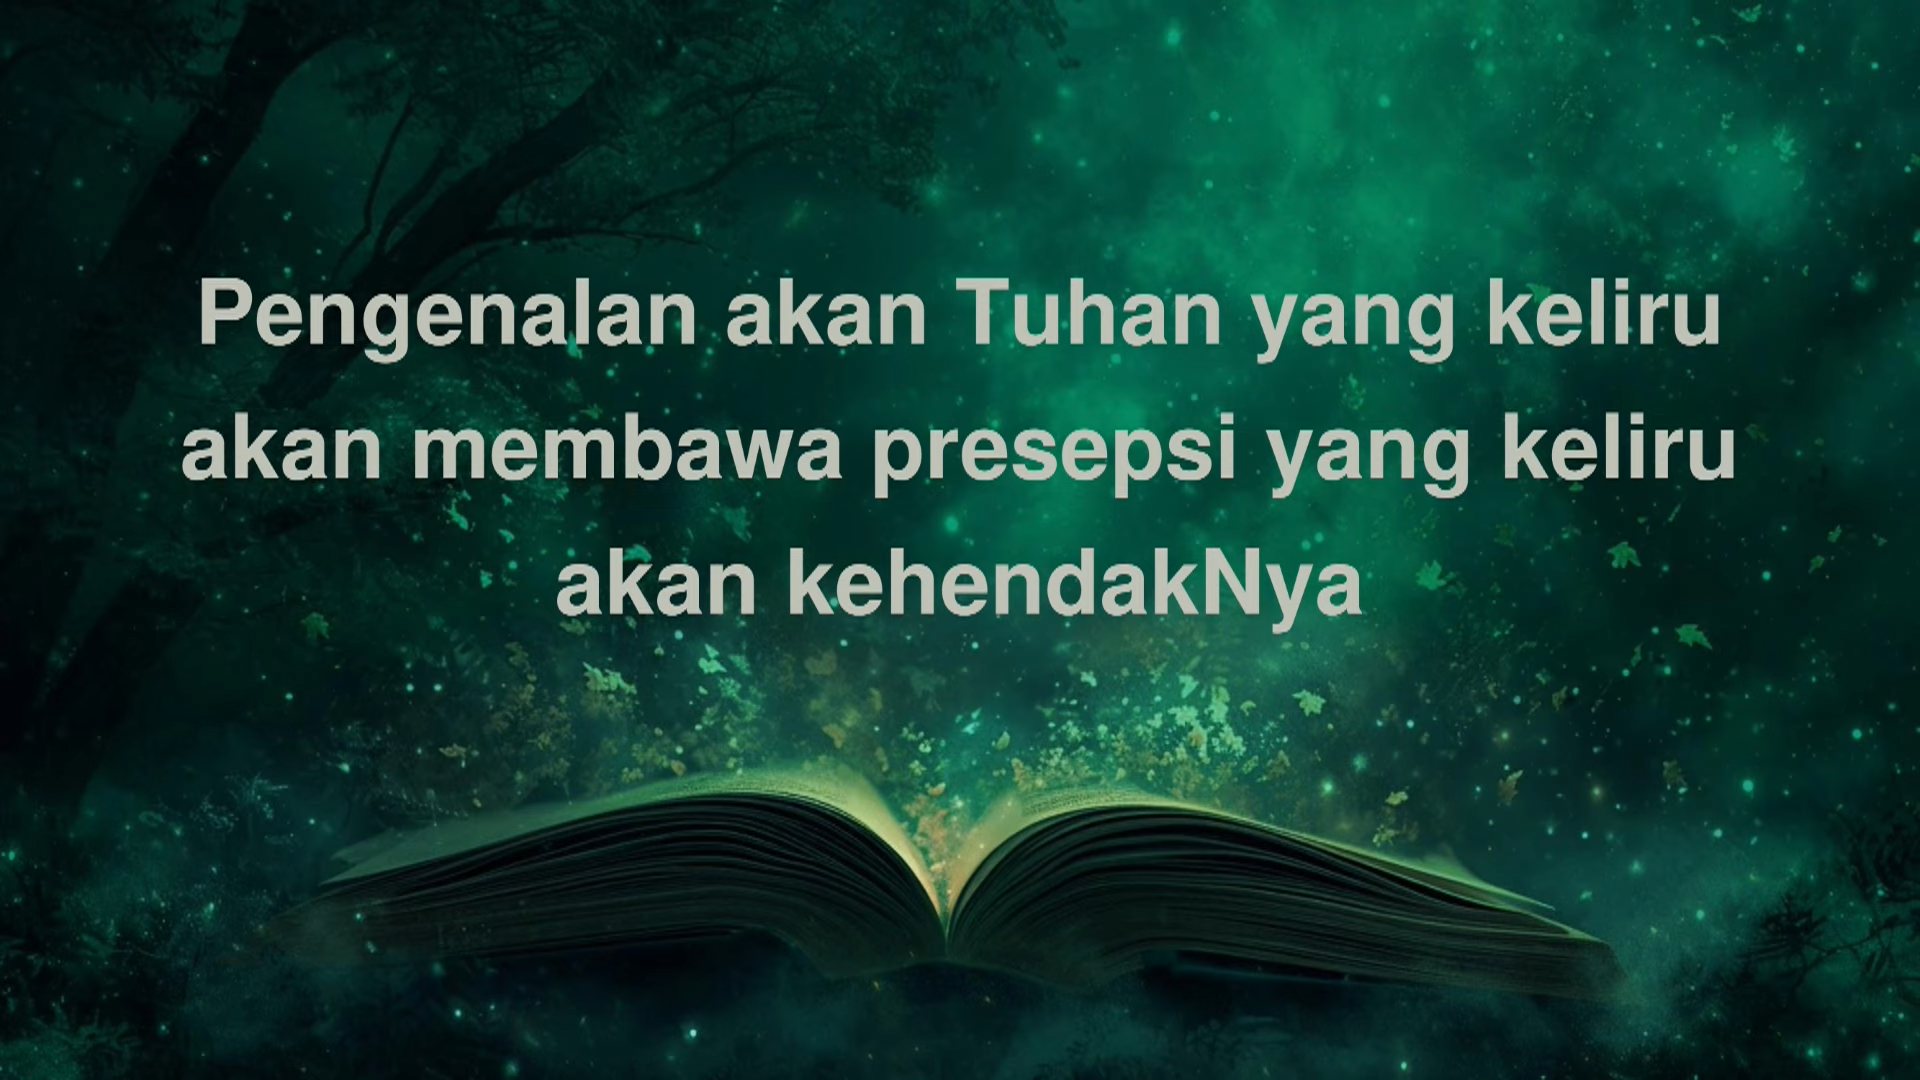 Pengenalan akan Tuhan yang keliru
akan membawa presepsi yang keliru
akan kehendakNya